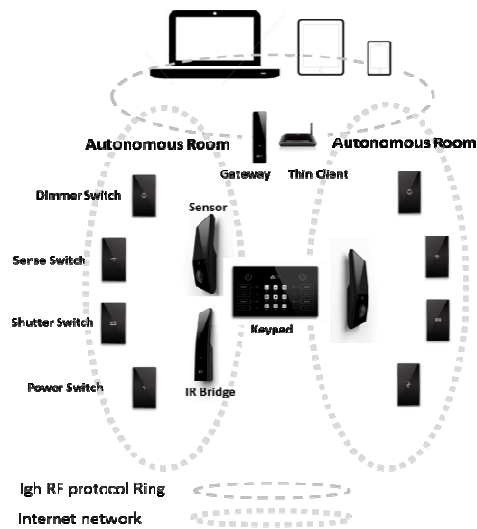 Autonomous Room
Autonomous Room
Gateway
Thin Client
Dimmer Switch
Sensor
Sense Switch
Shutter Switch
Keypad
Power Switch
IR Bridge
Igh RF protocol Ring
Internet network